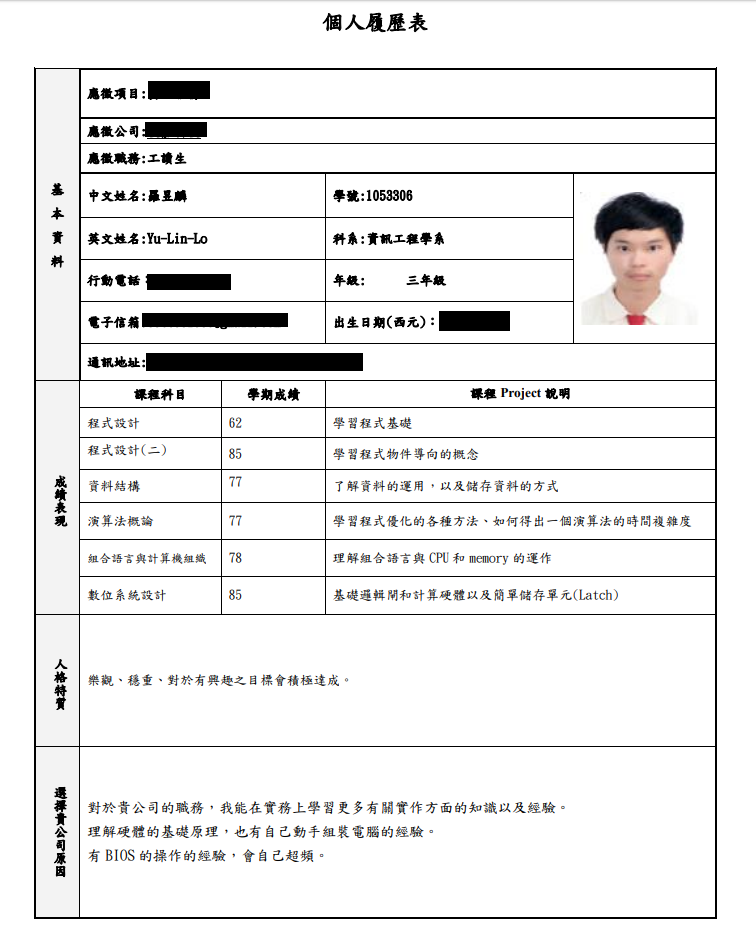 個人履歷表
基本資料
應徵項目:
應徵公司:
應徵職務:工讀生
中文姓名:羅昱麟 學號:1053306
英文姓名:Yu-Lin-Lo 科系:資訊工程學系
行動電話: 年級: 三年級
電子信箱 出生日期(西元):
通訊地址:
成績表現
課程科目 學期成績 課程 Project 說明
程式設計 62 學習程式基礎
程式設計(二) 85 學習程式物件導向的概念
資料結構 77 了解資料的運用，以及儲存資料的方式
演算法概論 77 學習程式優化的各種方法、如何得出一個演算法的時間複雜度
組合語言與計算機組織 78 理解組合語言與 CPU 和 memory 的運作
數位系統設計 85 基礎邏輯閘和計算硬體以及簡單儲存單元(Latch)
人格特質
樂觀、穩重、對於有興趣之目標會積極達成。
選擇貴公司原因
對於貴公司的職務，我能在實務上學習更多有關實作方面的知識以及經驗。
理解硬體的基礎原理，也有自己動手組裝電腦的經驗。
有 BIOS 的操作的經驗，會自己超頻。